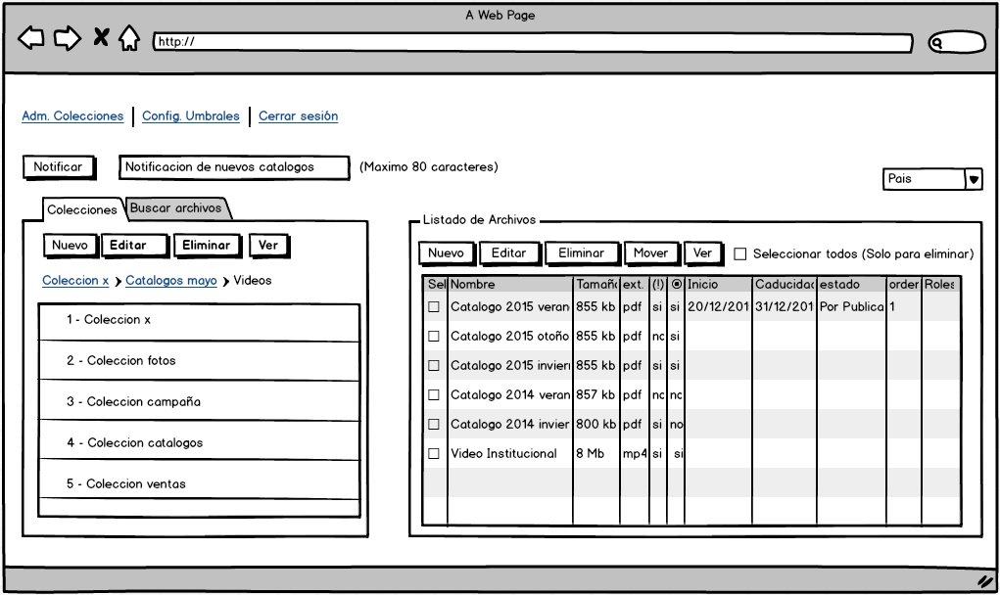 A Web Page
http://
Adm. Colecciones Config. Umbrales Cerrar sesión
Notificar Notificacion de nuevos catalogos (Maximo 80 caracteres)
Pais
Colecciones Buscar archivos
Nuevo Editar Eliminar Ver
Coleccion x Catalogos mayo Videos
1 - Coleccion x
2 - Coleccion fotos
3 - Coleccion campaña
4 - Coleccion catalogos
5 - Coleccion ventas
Listado de Archivos
Nuevo Editar Eliminar Mover Ver Seleccionar todos (Solo para eliminar)
Sel Nombre Tamaño ext. (!) Inicio Caducidad estado order Roles
Catalogo 2015 veran 855 kb pdf si si 20/12/201 31/12/201 Por Publica 1
Catalogo 2015 otoño 855 kb pdf no si
Catalogo 2015 invier 855 kb pdf si si
Catalogo 2014 veran 857 kb pdf no no
Catalogo 2014 invier 800 kb pdf si no
Video Institucional 8 Mb mp4 si si